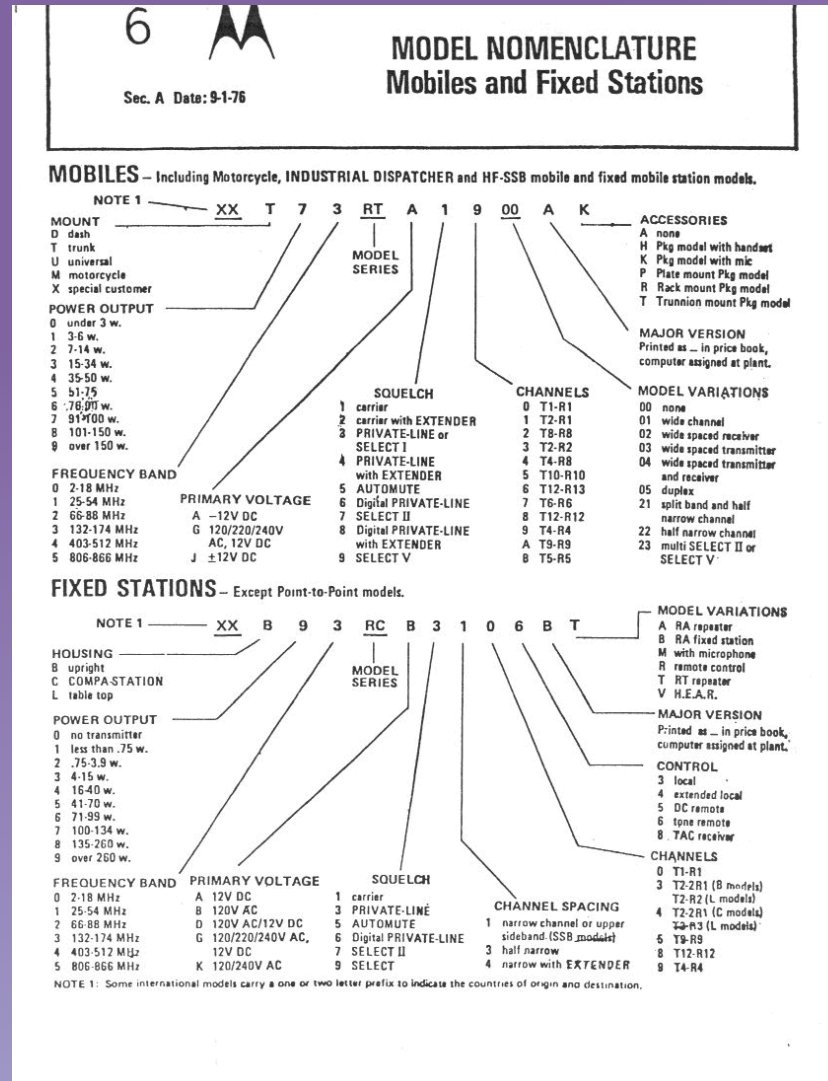 6
MODEL NOMENCLATURE
Mobiles and Fixed Stations
Sec. A Date: 9-1-76
MOBILES – Including Motorcycle, INDUSTRIAL DISPATCHER and HF-SSB mobile and fixed mobile station models.
NOTE 1
XX T 7 3 RT A 1 9 00 A K
MOUNT
D dash
T trunk
U universal
M motorcycle
X special customer
MODEL
SERIES
POWER OUTPUT
0 under 3 w.
1 3-6 w.
2 7-14 w.
3 15-34 w.
4 35-50 w.
5 51-75
6
7 91-100 w.
8 101-150 w.
9 over 150 w.
FREQUENCY BAND
0 2-18 MHz
1 25-54 MHz
2 66-88 MHz
3 132-174 MHz
4 403-512 MHz
5 806-866 MHz
PRIMARY VOLTAGE
A –12V DC
G 120/220/240V
AC, 12V DC
J ±12V DC
SQUELCH
1 carrier
2 carrier with EXTENDER
3 PRIVATE-LINE or
SELECT I
4 PRIVATE-LINE
with EXTENDER
5 AUTOMUTE
6 Digital PRIVATE-LINE
7 SELECT II
8 Digital PRIVATE-LINE
with EXTENDER
9 SELECT V
CHANNELS
0 T1-R1
1 T2-R1
2 T8-R8
3 T2-R2
4 T4-R8
5 T10-R10
6 T12-R13
7 T6-R6
8 T12-R12
9 T4-R4
A T9-R9
B T5-R5
ACCESSORIES
A none
H Pkg model with handset
K Pkg model with mic
P Plate mount Pkg model
R Rack mount Pkg model
T Trunnion mount Pkg model
MAJOR VERSION
Printed as – in price book,
computer assigned at plant.
MODEL VARIATIONS
00 none
01 wide channel
02 wide spaced receiver
03 wide spaced transmitter
04 wide spaced transmitter
and receiver
05 duplex
21 split band and half
narrow channel
22 half narrow channel
23 multi SELECT II or
SELECT V
FIXED STATIONS – Except Point-to-Point models.
NOTE 1
XX B 9 3 RC B 3 1 0 6 B T
HOUSING
B upright
C COMPA-STATION
L table top
MODEL
SERIES
POWER OUTPUT
0 no transmitter
1 less than .75 w.
2 .75-3.9 w.
3 4-15 w.
4 16-40 w.
5 41-70 w.
6 71-99 w.
7 100-134 w.
8 135-260 w.
9 over 260 w.
FREQUENCY BAND
0 2-18 MHz
1 25-54 MHz
2 66-88 MHz
3 132-174 MHz
4 403-512 MHz
5 806-866 MHz
PRIMARY VOLTAGE
A 12V DC
B 120V AC
D 120V AC/12V DC
G 120/220/240V AC,
12V DC
K 120/240V AC
SQUELCH
1 carrier
3 PRIVATE-LINE
5 AUTOMUTE
6 Digital PRIVATE-LINE
7 SELECT II
9 SELECT
CHANNEL SPACING
1 narrow channel or upper
sideband (SSB models)
3 half narrow
4 narrow with EXTENDER
MODEL VARIATIONS
A RA repeater
B RA fixed station
M with microphone
R remote control
T RT repeater
V H.E.A.R.
MAJOR VERSION
Printed as – in price book,
computer assigned at plant.
CONTROL
3 local
4 extended local
5 DC remote
6 tone remote
8 TAC receiver
CHANNELS
0 T1-R1
3 T2-2R1 (B models)
T2-R2 (L models)
4 T2-2R1 (C models)
T3-R3 (L models)
5 T9-R9
8 T12-R12
9 T4-R4
NOTE 1: Some international models carry a one or two letter prefix to indicate the countries of origin and destination.